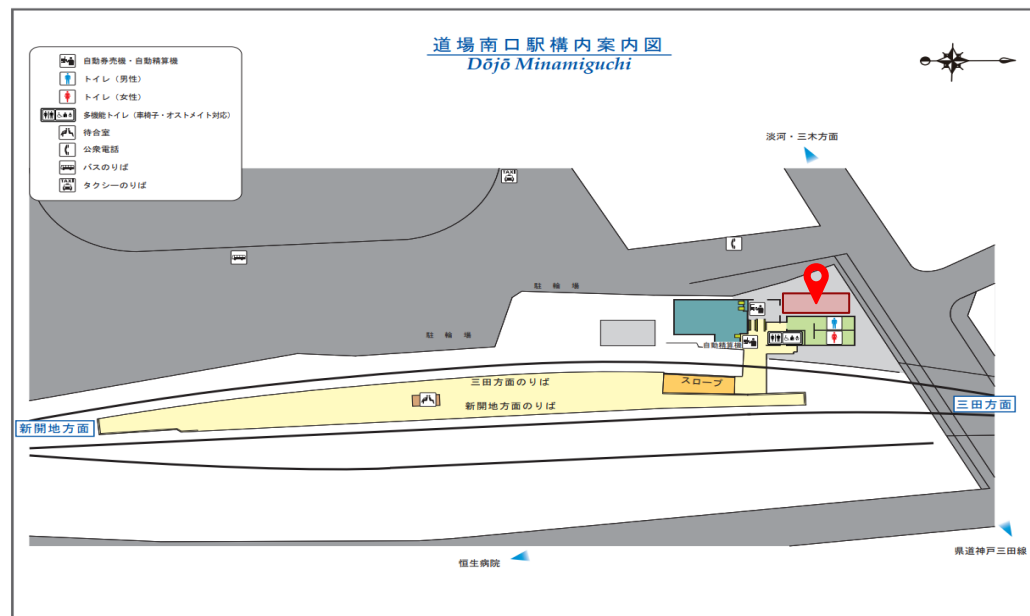 道場南口駅構内案内図
Dōjō Minamiguchi
自動券売機・自動精算機
トイレ（男性）
トイレ（女性）
多機能トイレ（車椅子・オストメイト対応）
待合室
公衆電話
バスのりば
タクシーのりば
淡河・三木方面
TAXI
駐輪場
駐輪場
自動精算機
スロープ
三田方面のりば
新開地方面のりば
三田方面
新開地方面
県道神戸三田線
恒生病院